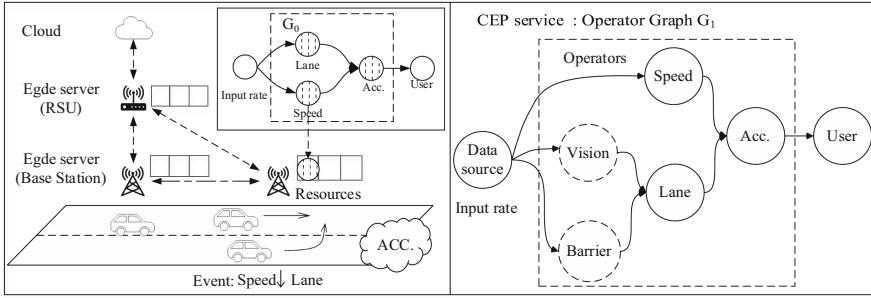 Cloud
Egde server
(RSU)
Egde server
(Base Station)
G0
Lane
Input rate
Speed
Acc.
User
Resources
ACC.
Event: Speed↓ Lane
CEP service : Operator Graph G1
Operators
Speed
Data
source
Input rate
Vision
Barrier
Lane
Acc.
User